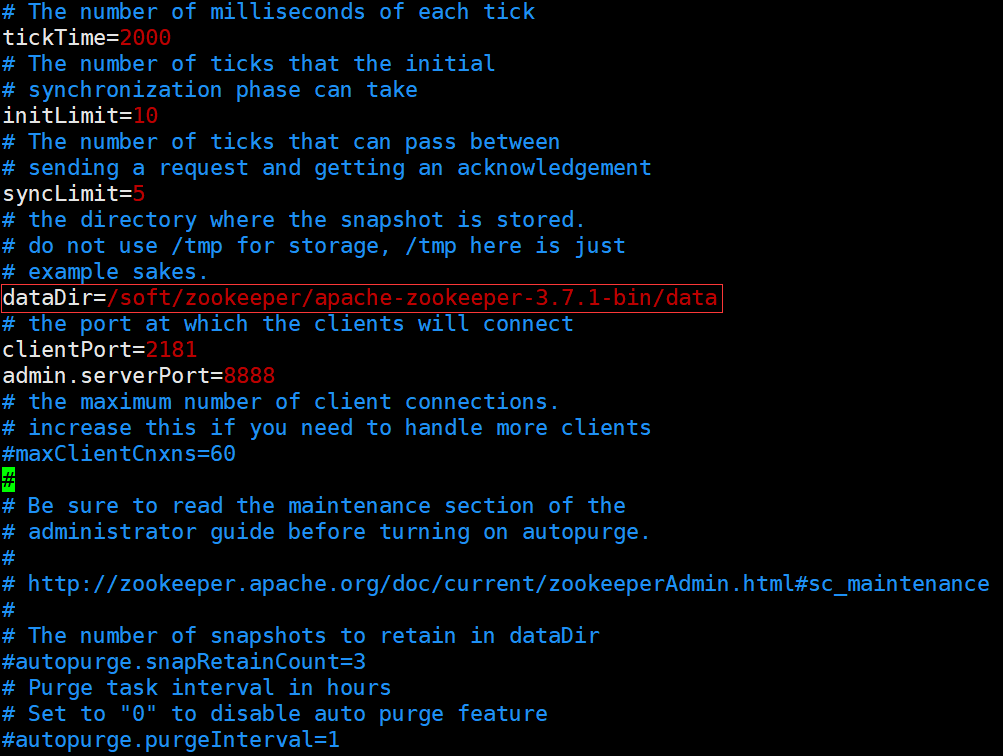 # The number of milliseconds of each tick
tickTime=2000
# The number of ticks that the initial
# synchronization phase can take
initLimit=10
# The number of ticks that can pass between
# sending a request and getting an acknowledgement
syncLimit=5
# the directory where the snapshot is stored.
# do not use /tmp for storage, /tmp here is just
# example sakes.
dataDir=/soft/zookeeper/apache-zookeeper-3.7.1-bin/data
# the port at which the clients will connect
clientPort=2181
admin.serverPort=8888
# the maximum number of client connections.
# increase this if you need to handle more clients
#maxClientCnxns=60
#
# Be sure to read the maintenance section of the
# administrator guide before turning on autopurge.
#
# http://zookeeper.apache.org/doc/current/zookeeperAdmin.html#sc_maintenance
#
# The number of snapshots to retain in dataDir
#autopurge.snapRetainCount=3
# Purge task interval in hours
# Set to "0" to disable auto purge feature
#autopurge.purgeInterval=1